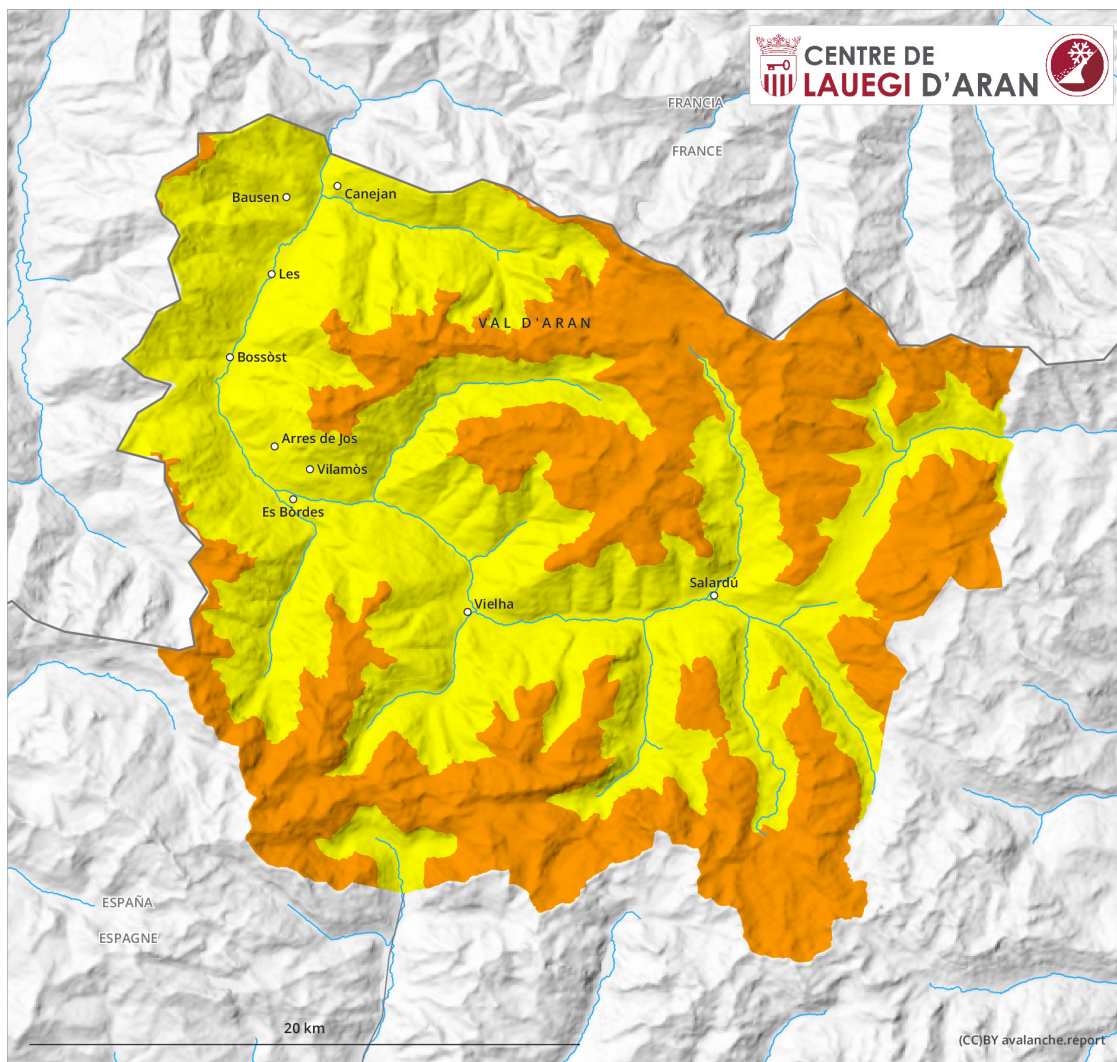 CENTRE DE
LAUEGI D'ARAN
FRANCIA
FRANCE
Bausen
Canejan
Les
VAL D'ARAN
Bossòst
Arres de Jos
Vilamòs
Es Bòrdes
Salardú
Vielha
ESPAÑA
ESPAGNE
20 km
(CC)BY avalanche.report